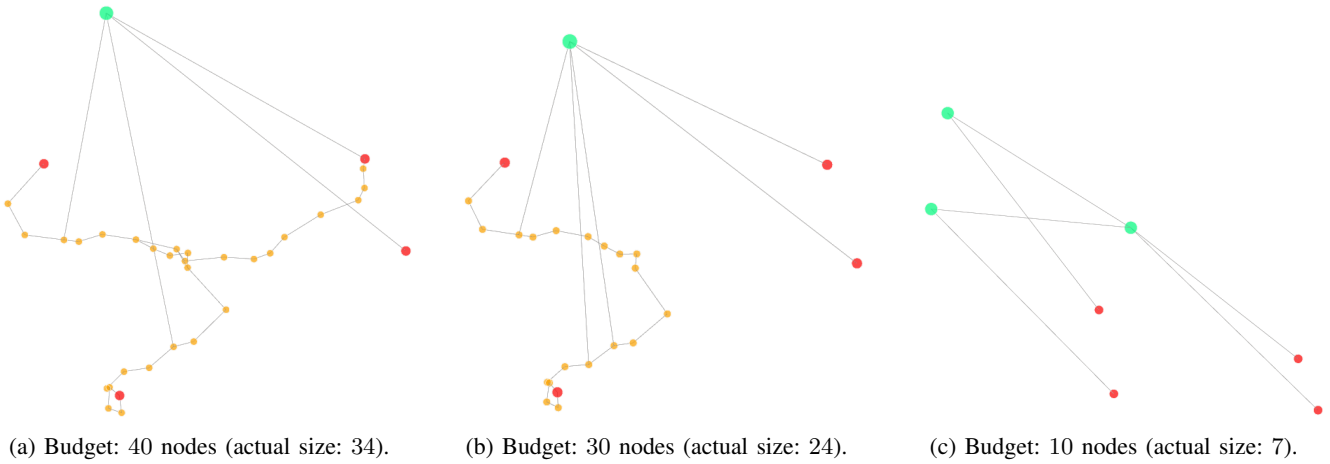 (a) Budget: 40 nodes (actual size: 34).
(b) Budget: 30 nodes (actual size: 24).
(c) Budget: 10 nodes (actual size: 7).